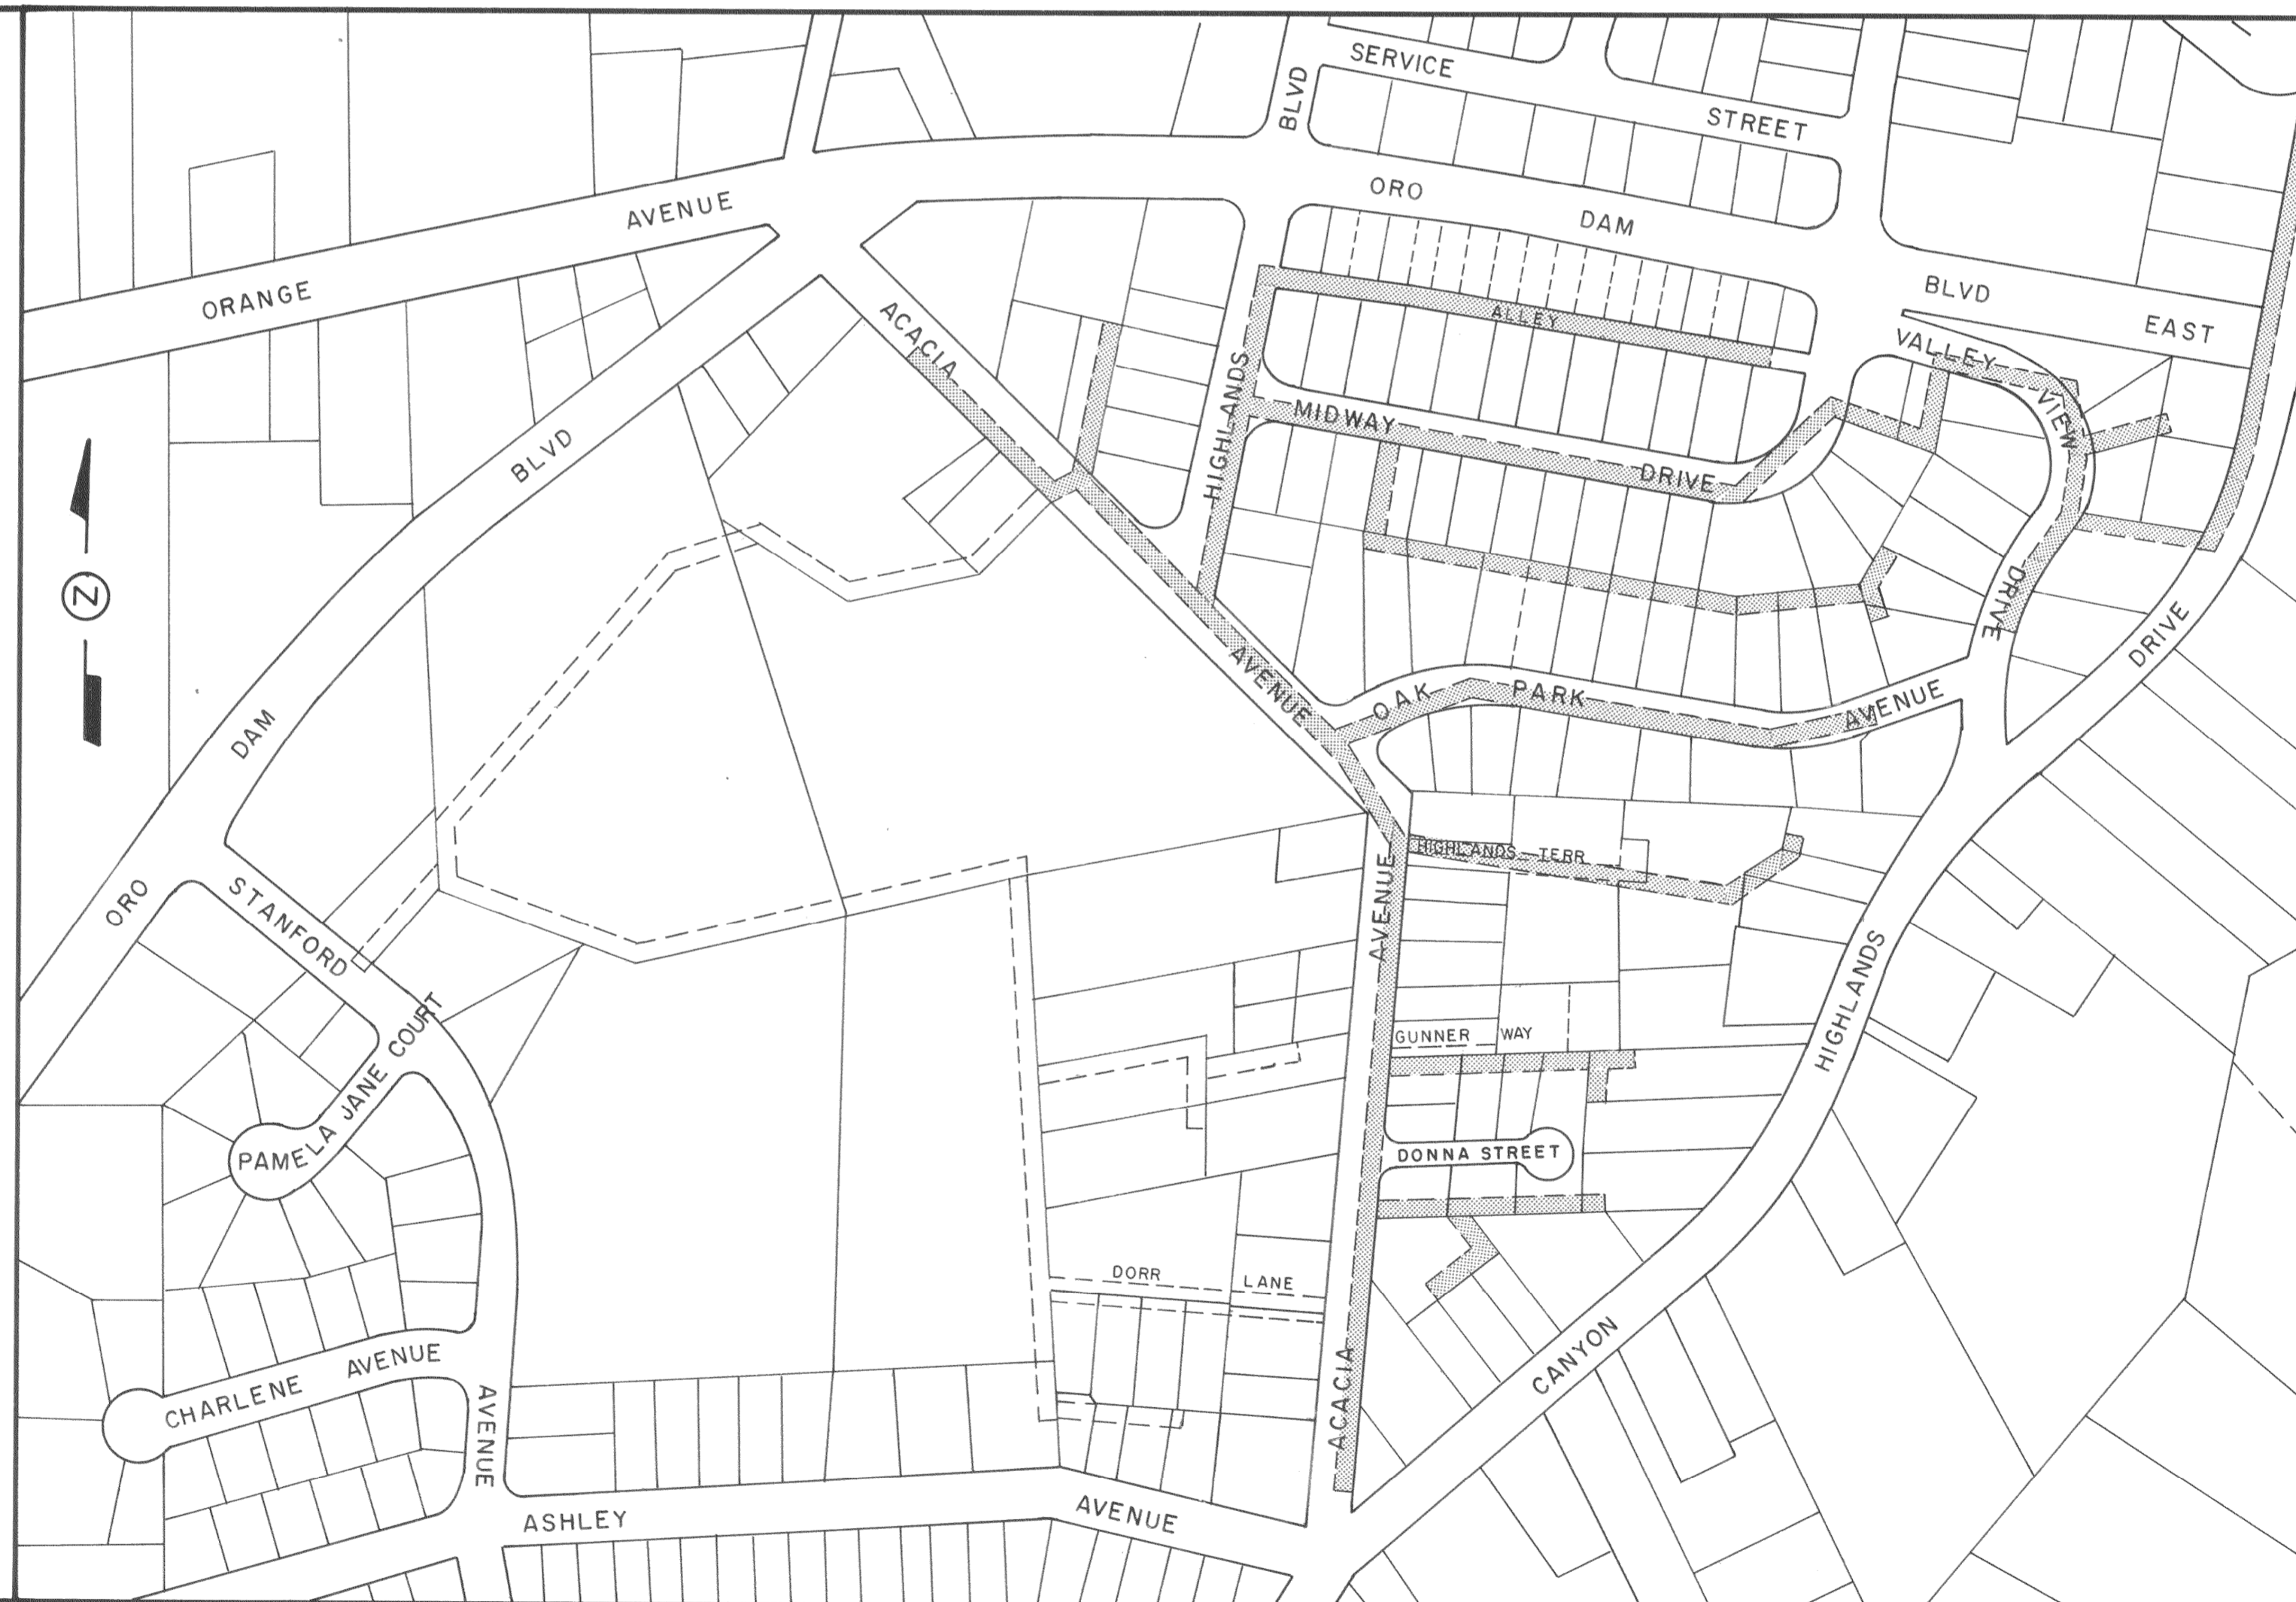 SERVICE
STREET
BLVD
ORO
DAM
BLVD
EAST
ORANGE
AVENUE
ACACIA
ALLEY
VALLEY
VIEW
DRIVE
HIGHLANDS
MIDWAY
DRIVE
BLVD
DAM
ORO
N
AVENUE
OAK
PARK
AVENUE
DRIVE
HIGHLANDS TERR
AVENUE
STANFORD
PAMELA JANE COURT
GUNNER WAY
HIGHLANDS
DONNA STREET
DORR LANE
ACACIA
CANYON
CHARLENE AVENUE
AVENUE
ASHLEY
AVENUE